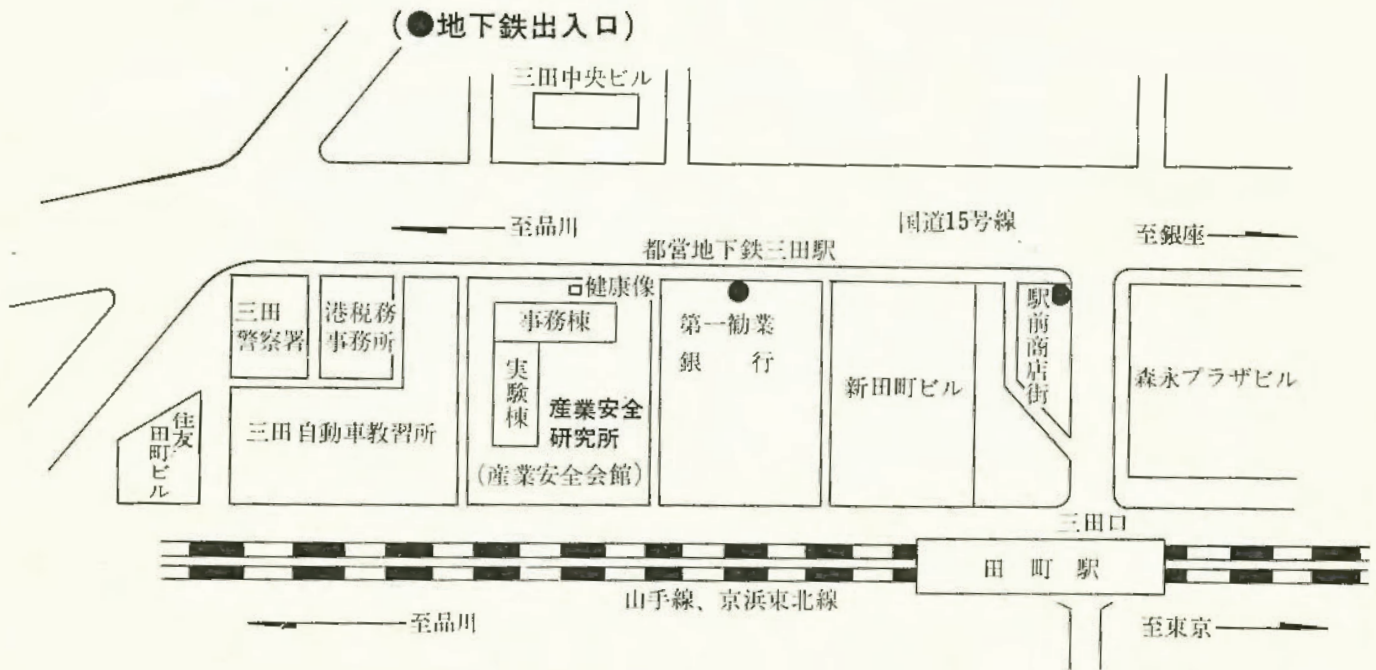 (●地下鉄出入口)
三田中央ビル
至品川
国道15号線
至銀座
都営地下鉄三田駅
三田
警察署
港税務
事務所
健康像
事務棟
実験棟
産業安全
研究所
(産業安全会館)
第一勧業
銀行
新田町ビル
駅前商店街
森永プラザビル
住友
田町ビル
三田自動車教習所
三田口
田町駅
山手線、京浜東北線
至品川
至東京